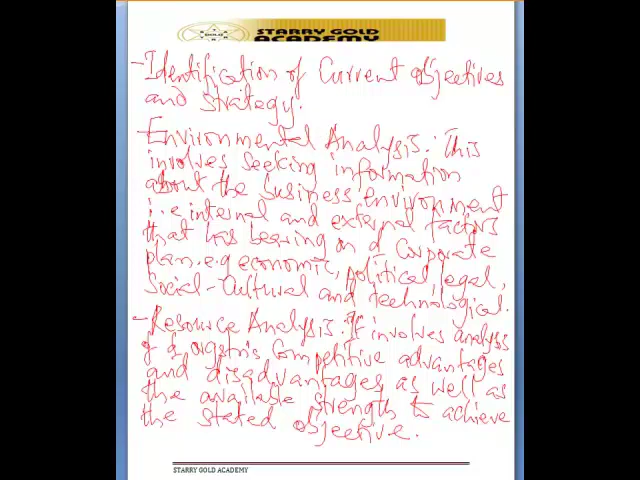 STARRY GOLD
ACADEMY
- Identification of Current objectives
and strategy.
- Environmental Analysis: This
involves seeking information
about the business environment
i.e internal and external factors
that has bearing on d Corporate
plan. e.g economic, political, legal,
Social-Cultural and technological.
- Resource Analysis. It involves analysis
of d orgstn's Competitive advantages
and disadvantages, as well as
the available strength to achieve
the stated objective.
STARRY GOLD ACADEMY